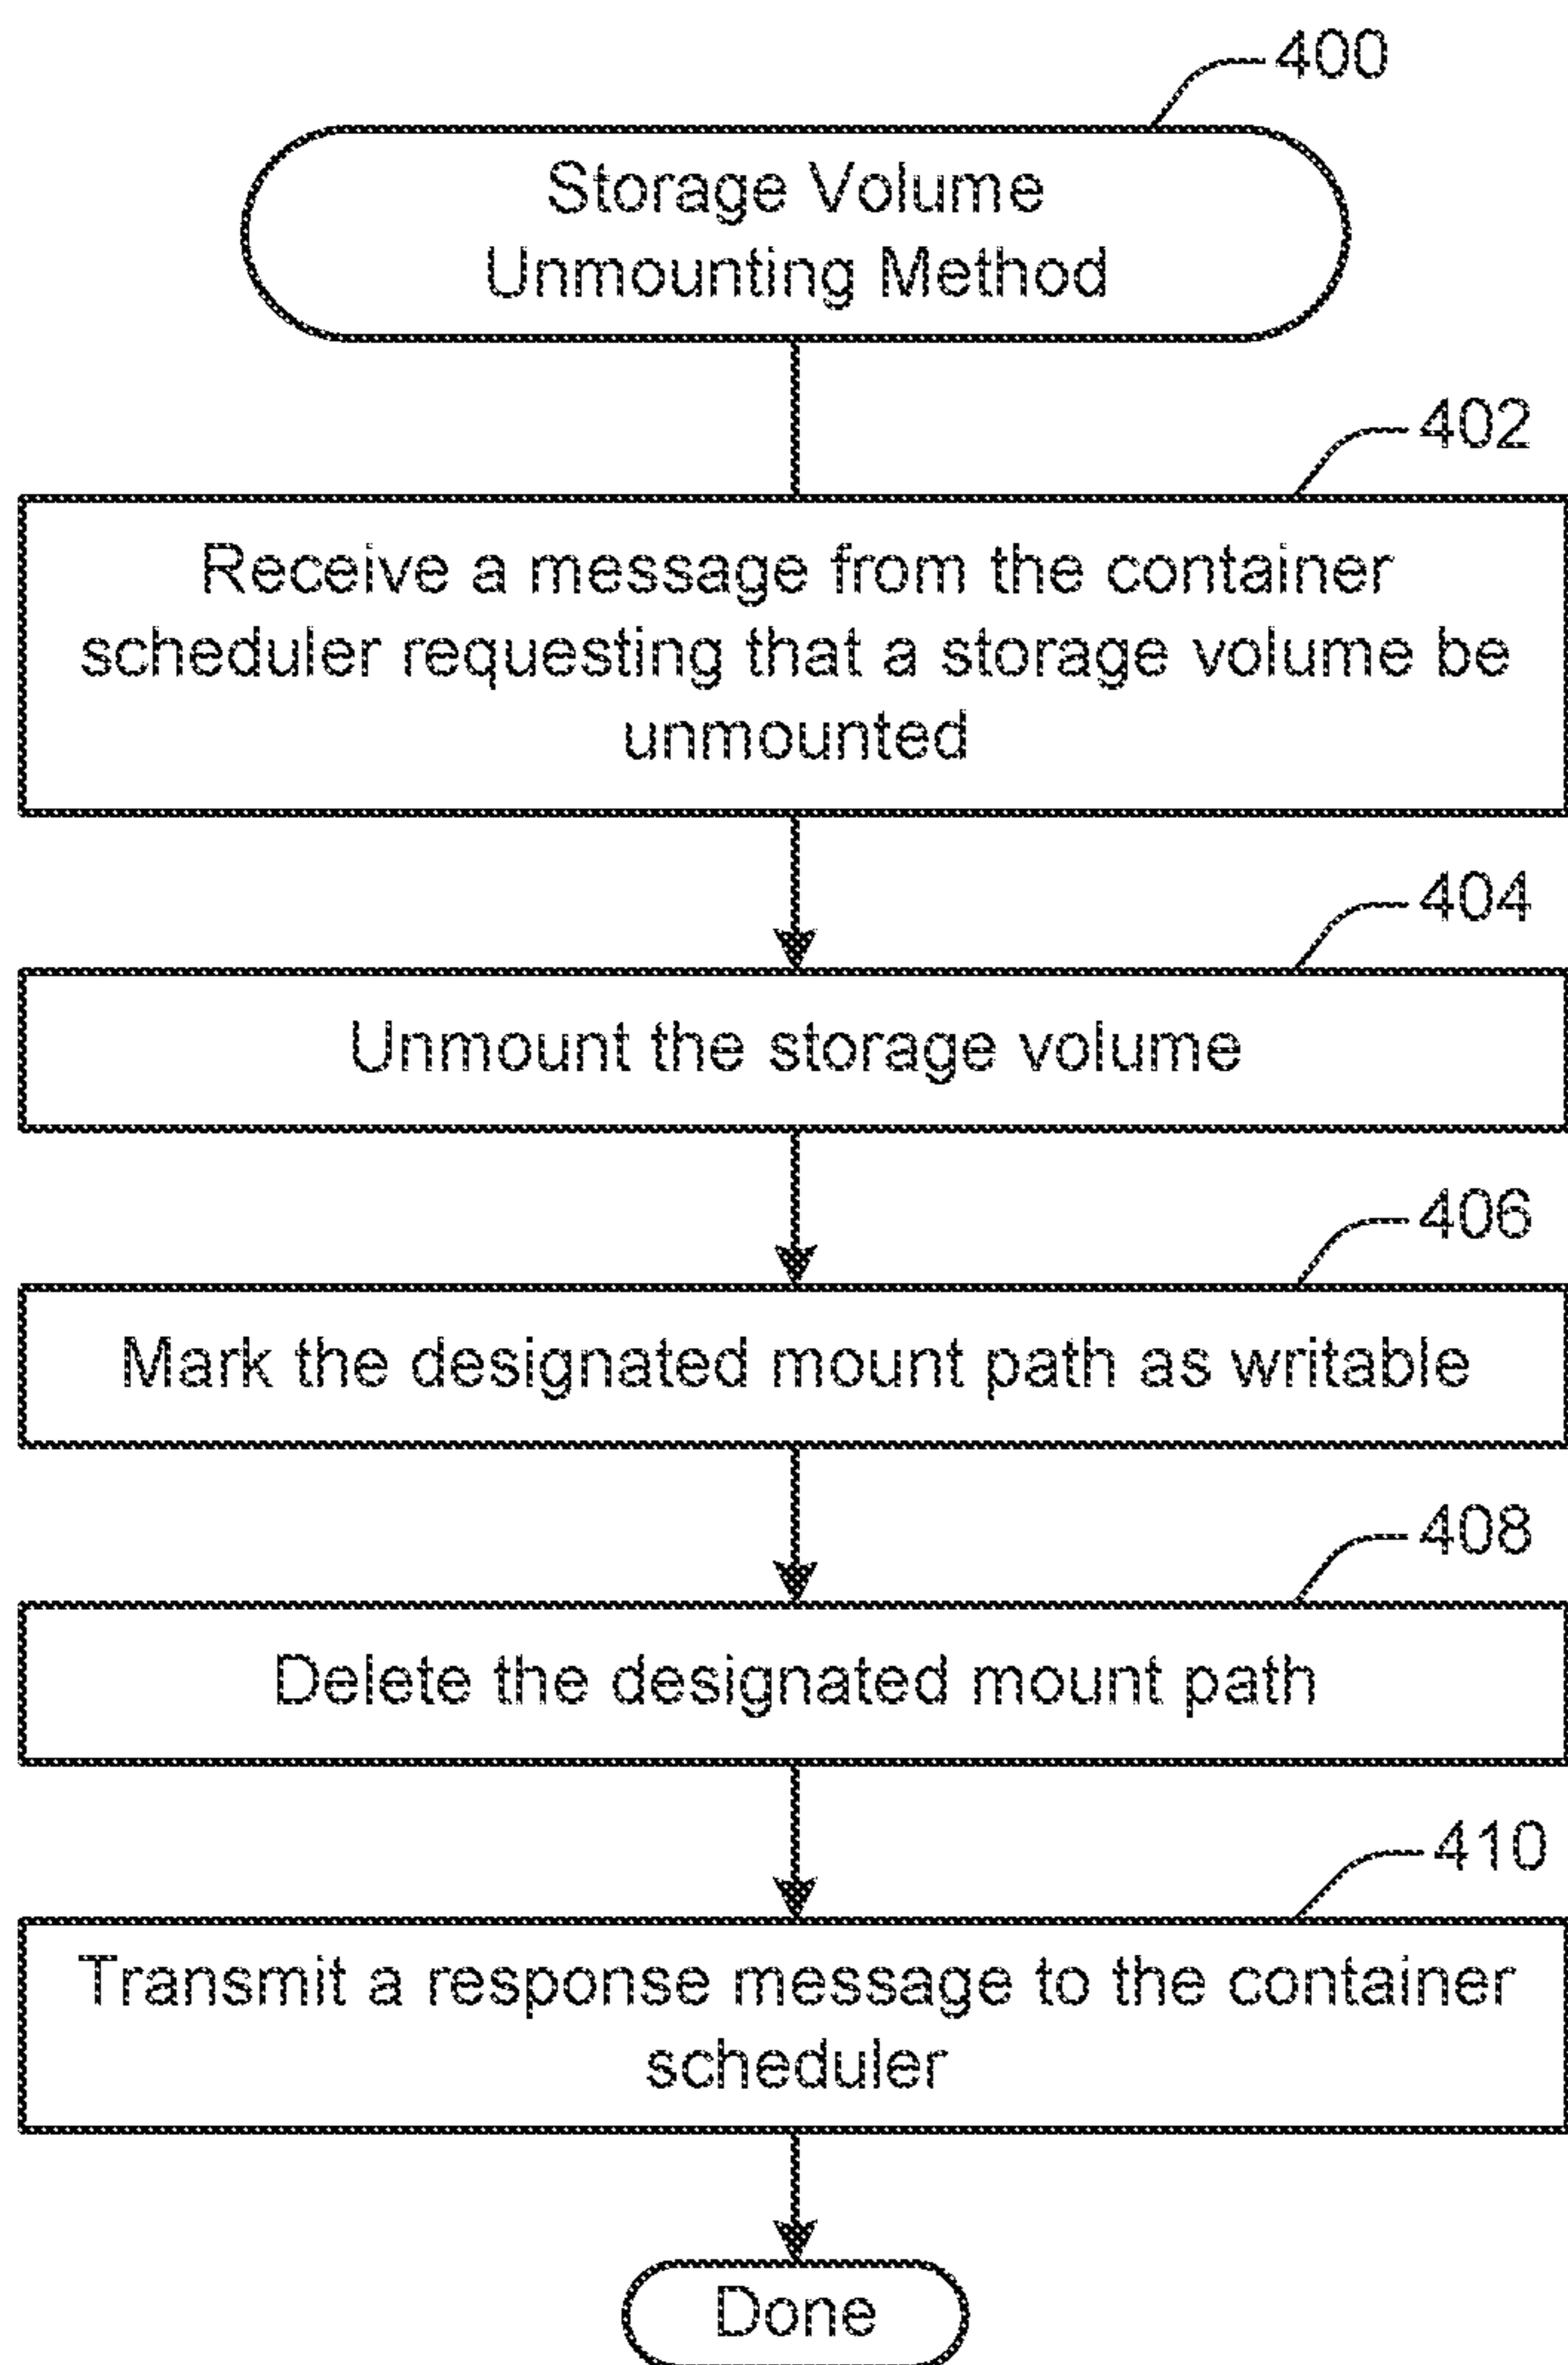 400
Storage Volume
Unmounting Method
402
Receive a message from the container
scheduler requesting that a storage volume be
unmounted
404
Unmount the storage volume
406
Mark the designated mount path as writable
408
Delete the designated mount path
410
Transmit a response message to the container
scheduler
Done